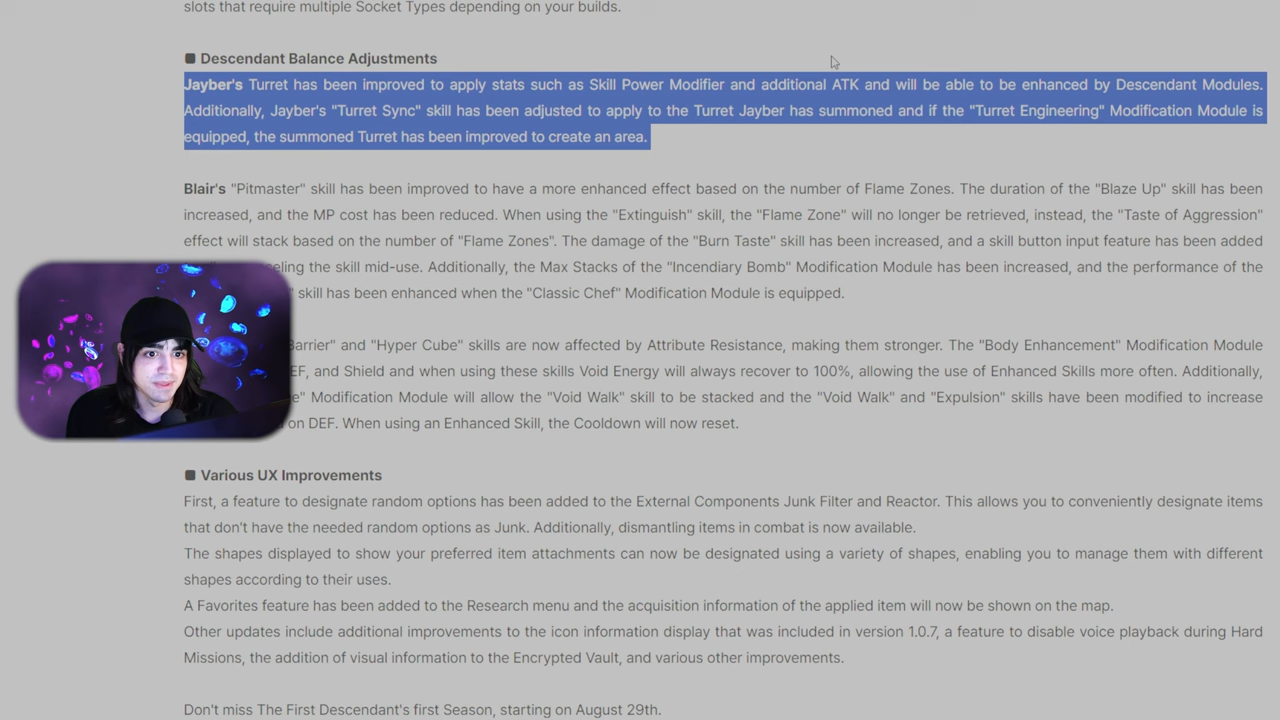 slots that require multiple Socket Types depending on your builds.
■ Descendant Balance Adjustments
Jayber's Turret has been improved to apply stats such as Skill Power Modifier and additional ATK and will be able to be enhanced by Descendant Modules.
Additionally, Jayber's "Turret Sync" skill has been adjusted to apply to the Turret Jayber has summoned and if the "Turret Engineering" Modification Module is
equipped, the summoned Turret has been improved to create an area.
Blair's "Pitmaster" skill has been improved to have a more enhanced effect based on the number of Flame Zones. The duration of the "Blaze Up" skill has been
increased, and the MP cost has been reduced. When using the "Extinguish" skill, the "Flame Zone" will no longer be retrieved, instead, the "Taste of Aggression"
effect will stack based on the number of "Flame Zones". The damage of the "Burn Taste" skill has been increased, and a skill button input feature has been added
the skill mid-use. Additionally, the Max Stacks of the "Incendiary Bomb" Modification Module has been increased, and the performance of the
skill has been enhanced when the "Classic Chef" Modification Module is equipped.
Barrier" and "Hyper Cube" skills are now affected by Attribute Resistance, making them stronger. The "Body Enhancement" Modification Module
and Shield and when using these skills Void Energy will always recover to 100%, allowing the use of Enhanced Skills more often. Additionally,
Modification Module will allow the "Void Walk" skill to be stacked and the "Void Walk" and "Expulsion" skills have been modified to increase
on DEF. When using an Enhanced Skill, the Cooldown will now reset.
■ Various UX Improvements
First, a feature to designate random options has been added to the External Components Junk Filter and Reactor. This allows you to conveniently designate items
that don't have the needed random options as Junk. Additionally, dismantling items in combat is now available.
The shapes displayed to show your preferred item attachments can now be designated using a variety of shapes, enabling you to manage them with different
shapes according to their uses.
A Favorites feature has been added to the Research menu and the acquisition information of the applied item will now be shown on the map.
Other updates include additional improvements to the icon information display that was included in version 1.0.7, a feature to disable voice playback during Hard
Missions, the addition of visual information to the Encrypted Vault, and various other improvements.
Don't miss The First Descendant's first Season, starting on August 29th.